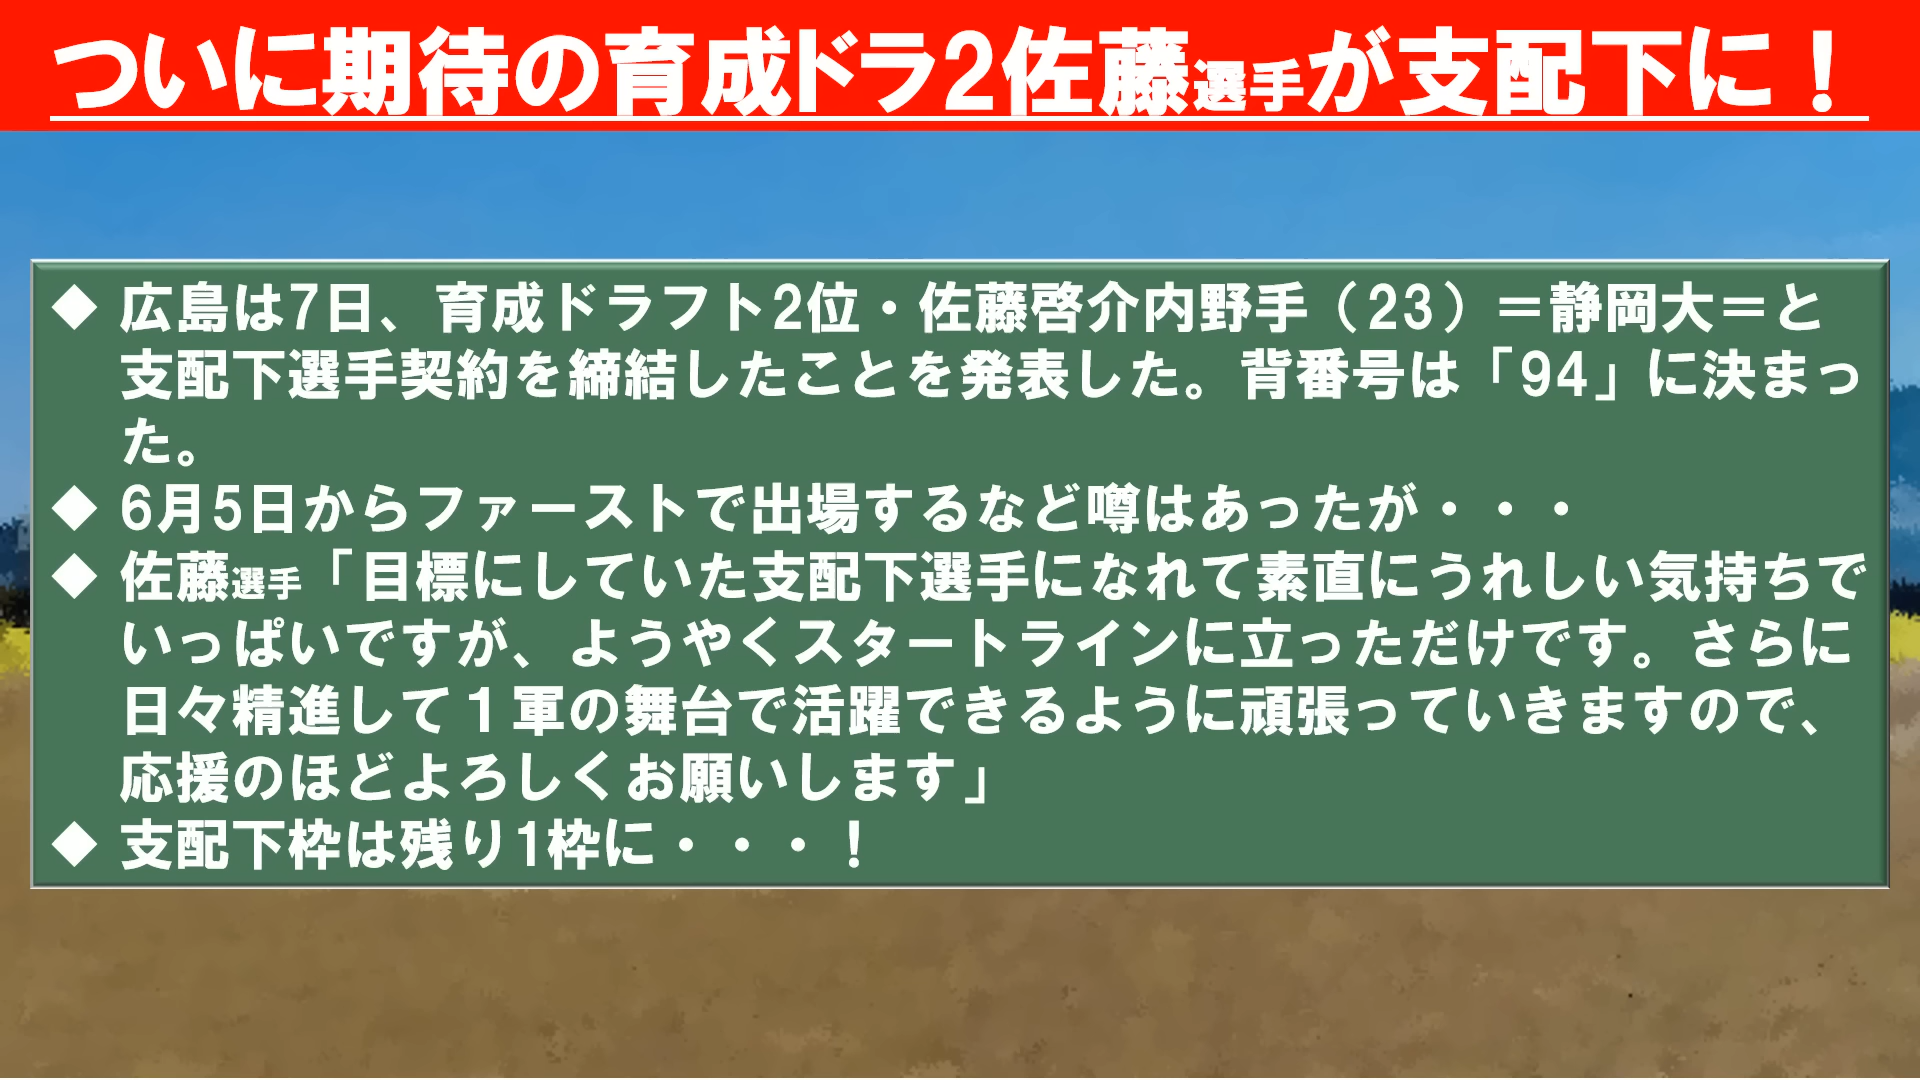 ついに期待の育成ドラ2佐藤選手が支配下に！
◆ 広島は7日、育成ドラフト2位・佐藤啓介内野手（23）＝静岡大＝と
支配下選手契約を締結したことを発表した。背番号は「94」に決まっ
た。
◆ 6月5日からファーストで出場するなど噂はあったが・・・
◆ 佐藤選手「目標にしていた支配下選手になれて素直にうれしい気持ちで
いっぱいですが、ようやくスタートラインに立っただけです。さらに
日々精進して１軍の舞台で活躍できるように頑張っていきますので、
応援のほどよろしくお願いします」
◆ 支配下枠は残り1枠に・・・！